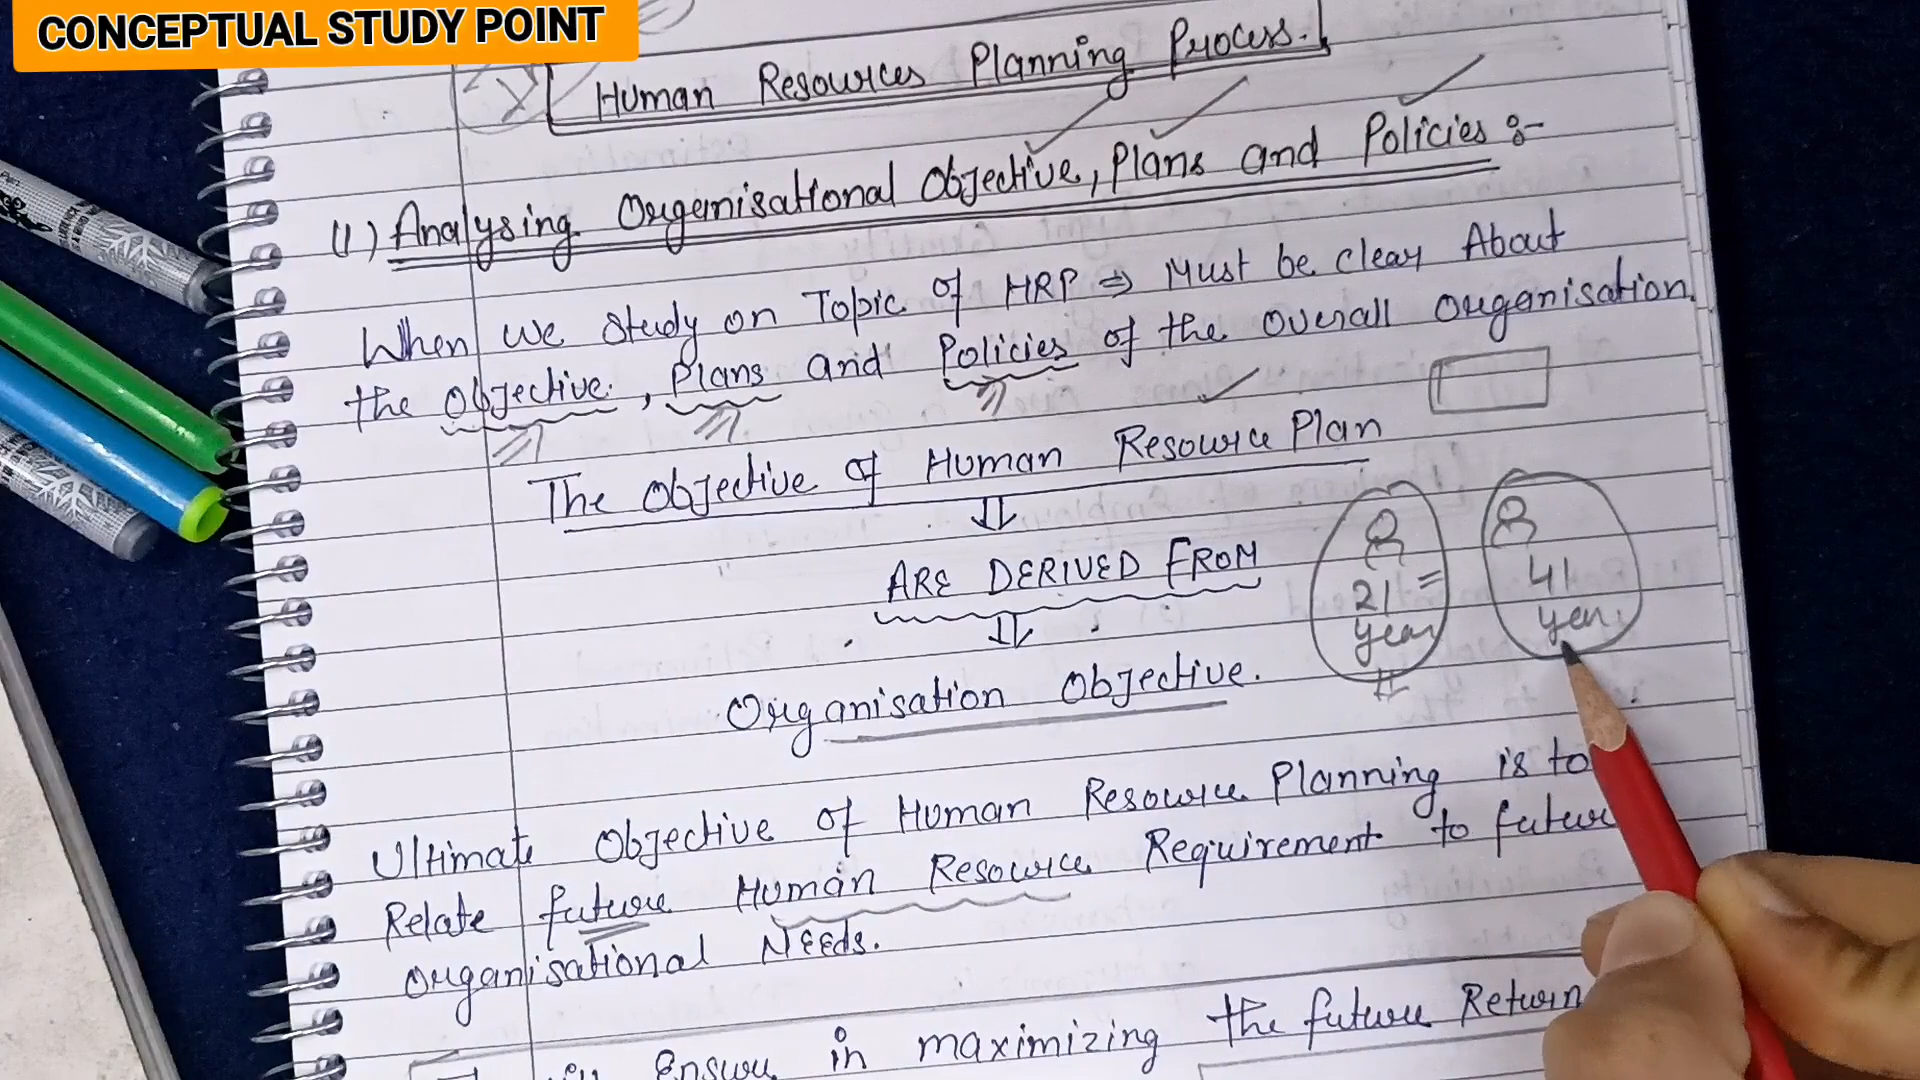 CONCEPTUAL STUDY POINT
Human Resources Planning Process.
(1) Analysing Organisational Objective, Plans and Policies :-
When we study on Topic of HRP ⇒ Must be clear About
the Objective, Plans and Policies of the overall organisation.
The Objective of Human Resource Plan
⇓
ARE DERIVED FROM
⇓
Organisation Objective.
21 year
41 year
Ultimate Objective of Human Resource Planning is to
Relate future Human Resource Requirement to future
organisational NEEDS.
Ensure in maximizing the future Return